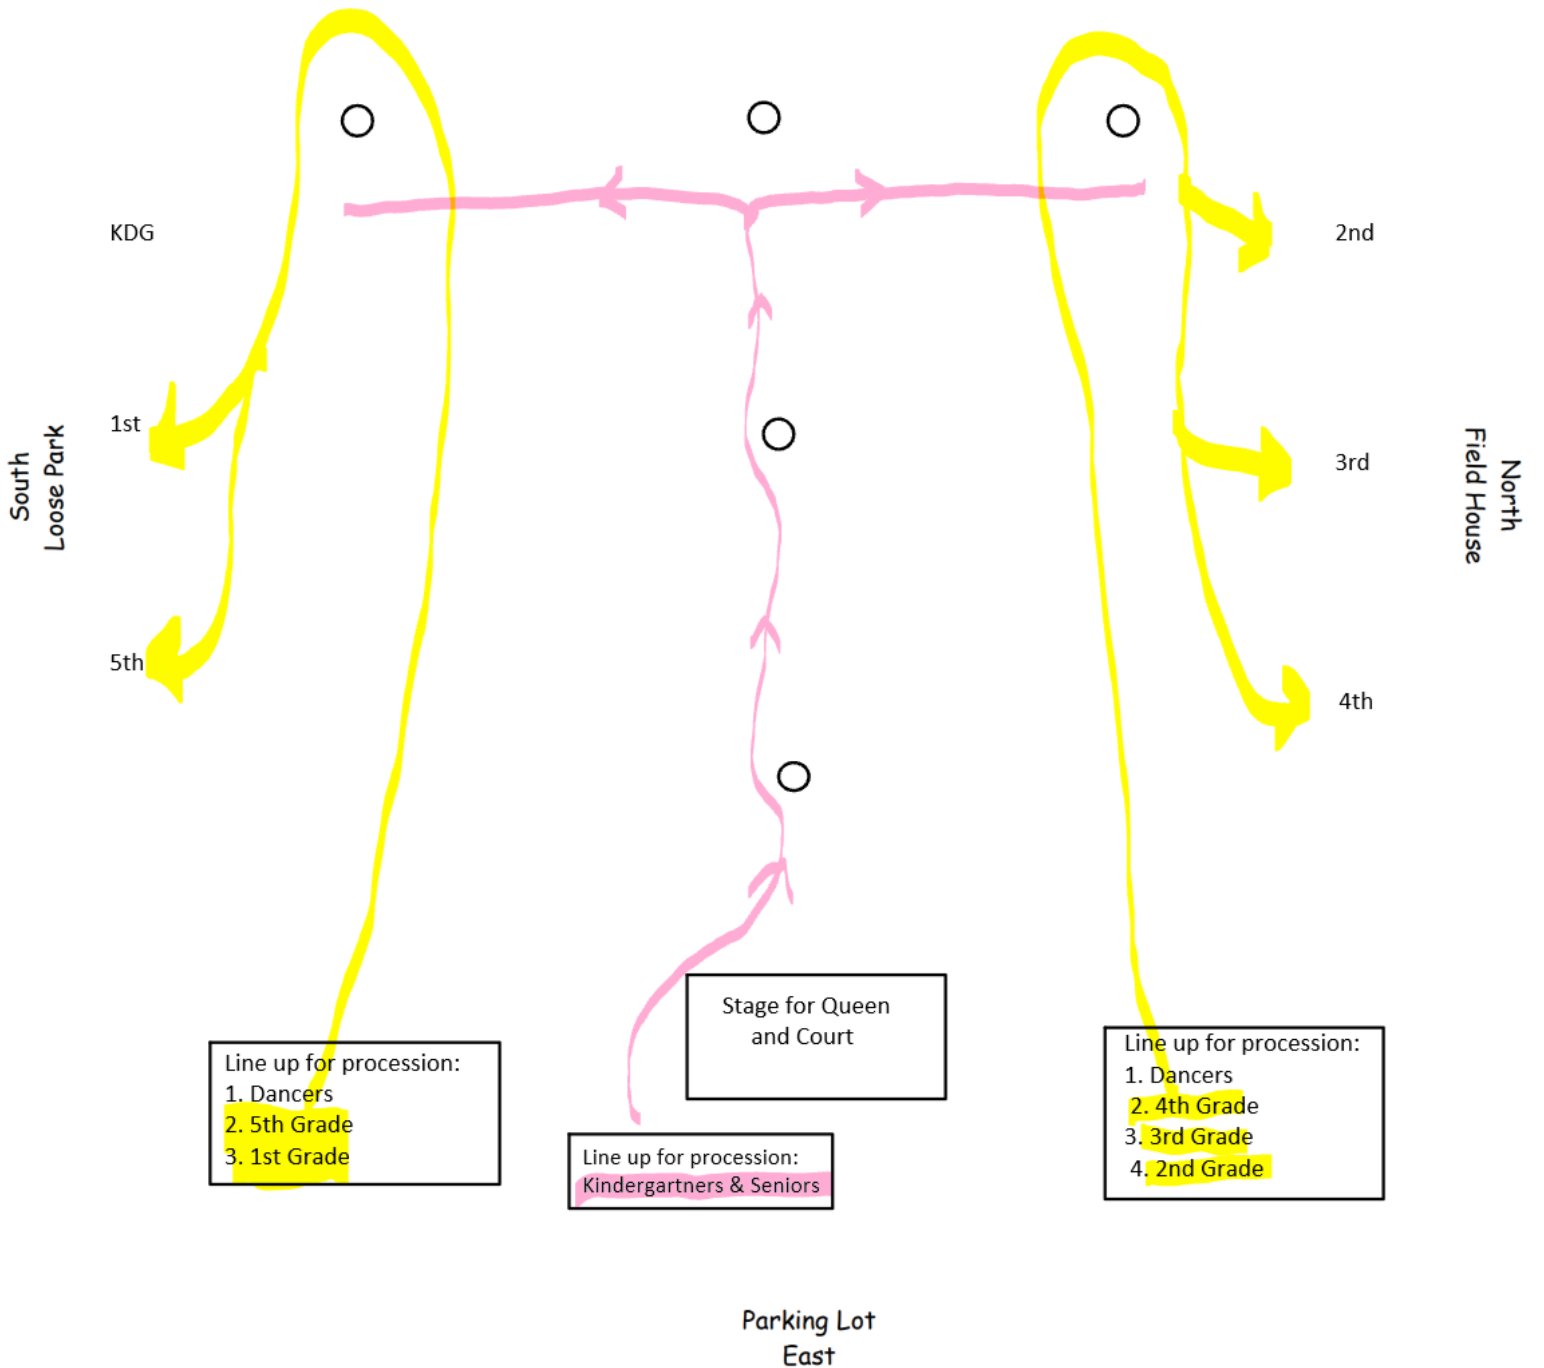 KDG
2nd
1st
3rd
South
Loose Park
North
Field House
5th
4th
Stage for Queen
and Court
Line up for procession:
1. Dancers
2. 5th Grade
3. 1st Grade
Line up for procession:
Kindergartners & Seniors
Line up for procession:
1. Dancers
2. 4th Grade
3. 3rd Grade
4. 2nd Grade
Parking Lot
East